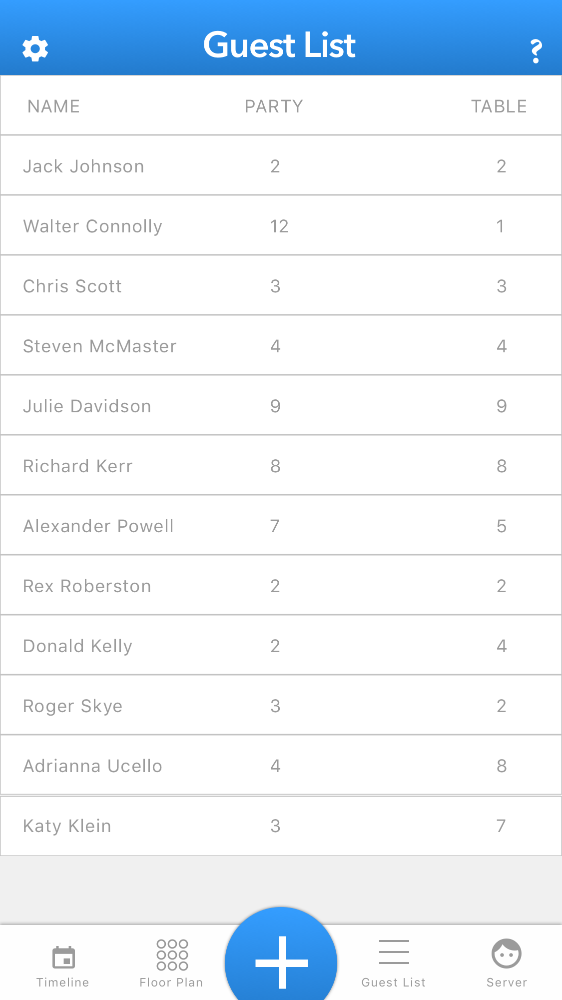 Guest List ?
NAME PARTY TABLE
Jack Johnson 2 2
Walter Connolly 12 1
Chris Scott 3 3
Steven McMaster 4 4
Julie Davidson 9 9
Richard Kerr 8 8
Alexander Powell 7 5
Rex Roberston 2 2
Donald Kelly 2 4
Roger Skye 3 2
Adrianna Ucello 4 8
Katy Klein 3 7
Timeline Floor Plan Guest List Server